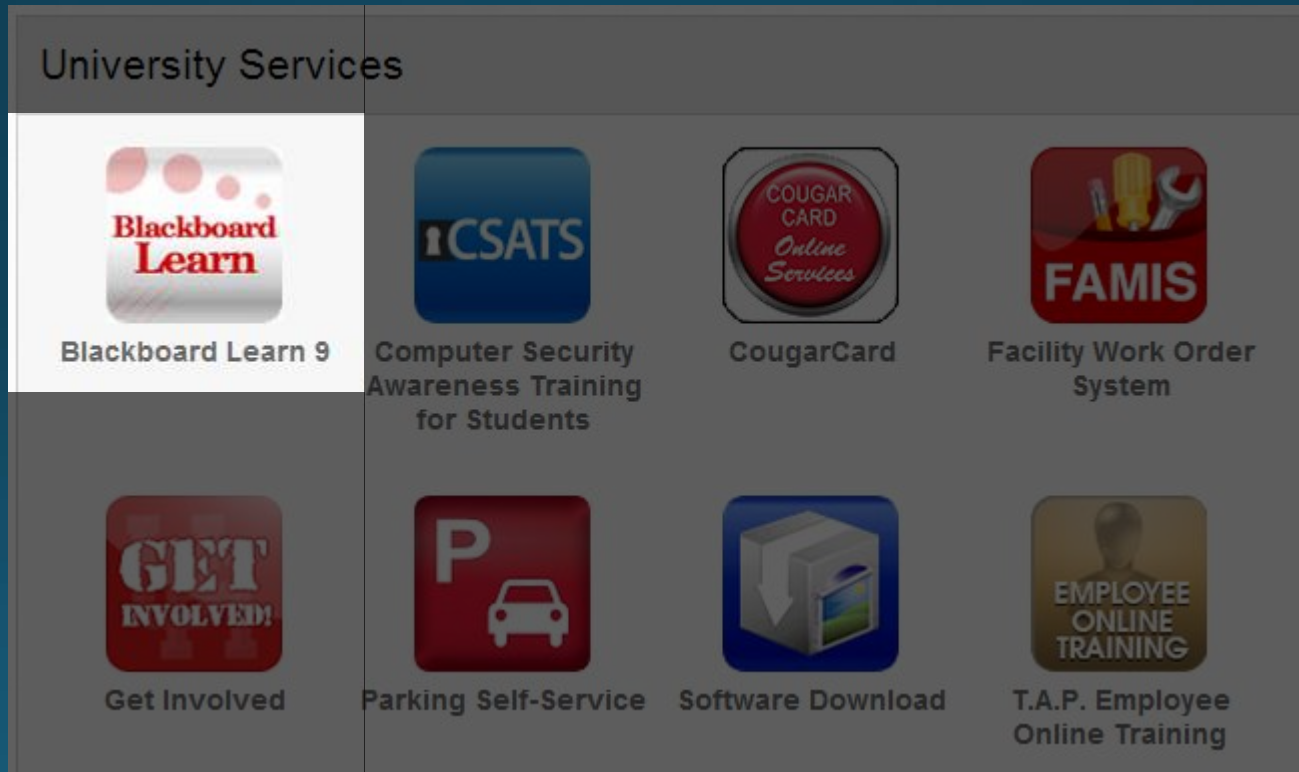 University Services
Blackboard
Learn
Blackboard Learn 9
CSATS
Computer Security
Awareness Training
for Students
COUGAR
CARD
Online
Services
CougarCard
FAMIS
Facility Work Order
System
GET
INVOLVED!
Get Involved
P
Parking Self-Service
Software Download
EMPLOYEE
ONLINE
TRAINING
T.A.P. Employee
Online Training